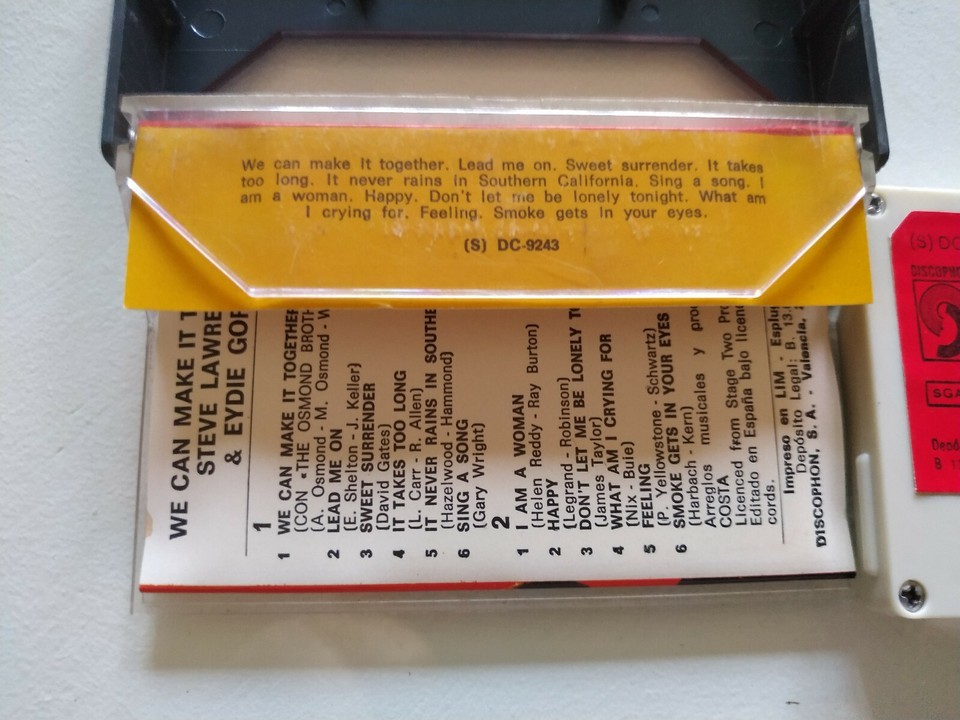 We can make it together. Lead me on. Sweet surrender. It takes
too long. It never rains in Southern California. Sing a song. I
am a woman. Happy. Don't let me be lonely tonight. What am
I crying for. Feeling. Smoke gets in your eyes.
(S) DC-9243
WE CAN MAKE IT T
STEVE LAWRE
& EYDIE GOR
1
1 WE CAN MAKE IT TOGETHER
(CON «THE OSMOND BROTH
(A. Osmond - M. Osmond - W
2 LEAD ME ON
(E. Shelton - J. Keller)
3 SWEET SURRENDER
(David Gates)
4 IT TAKES TOO LONG
(L. Carr - R. Allen)
5 IT NEVER RAINS IN SOUTHE
(Hazelwood - Hammond)
6 SING A SONG
(Gary Wright)
2
1 I AM A WOMAN
(Helen Reddy - Ray Burton)
2 HAPPY
(Legrand - Robinson)
3 DON'T LET ME BE LONELY TO
(James Taylor)
4 WHAT AM I CRYING FOR
(Nix - Buie)
5 FEELING
(P. Yellowstone - Schwartz)
6 SMOKE GETS IN YOUR EYES
(Harbach - Kern)
Arreglos musicales y prod
COSTA
Licenced from Stage Two Pro
Editado en España bajo licenc
cords.
Impreso en LIM - Esplug
Depósito Legal: B. 13.
DISCOPHON, S. A. - Valencia,
(S) DC
DISCOPHO
SGA
Depó
B 1